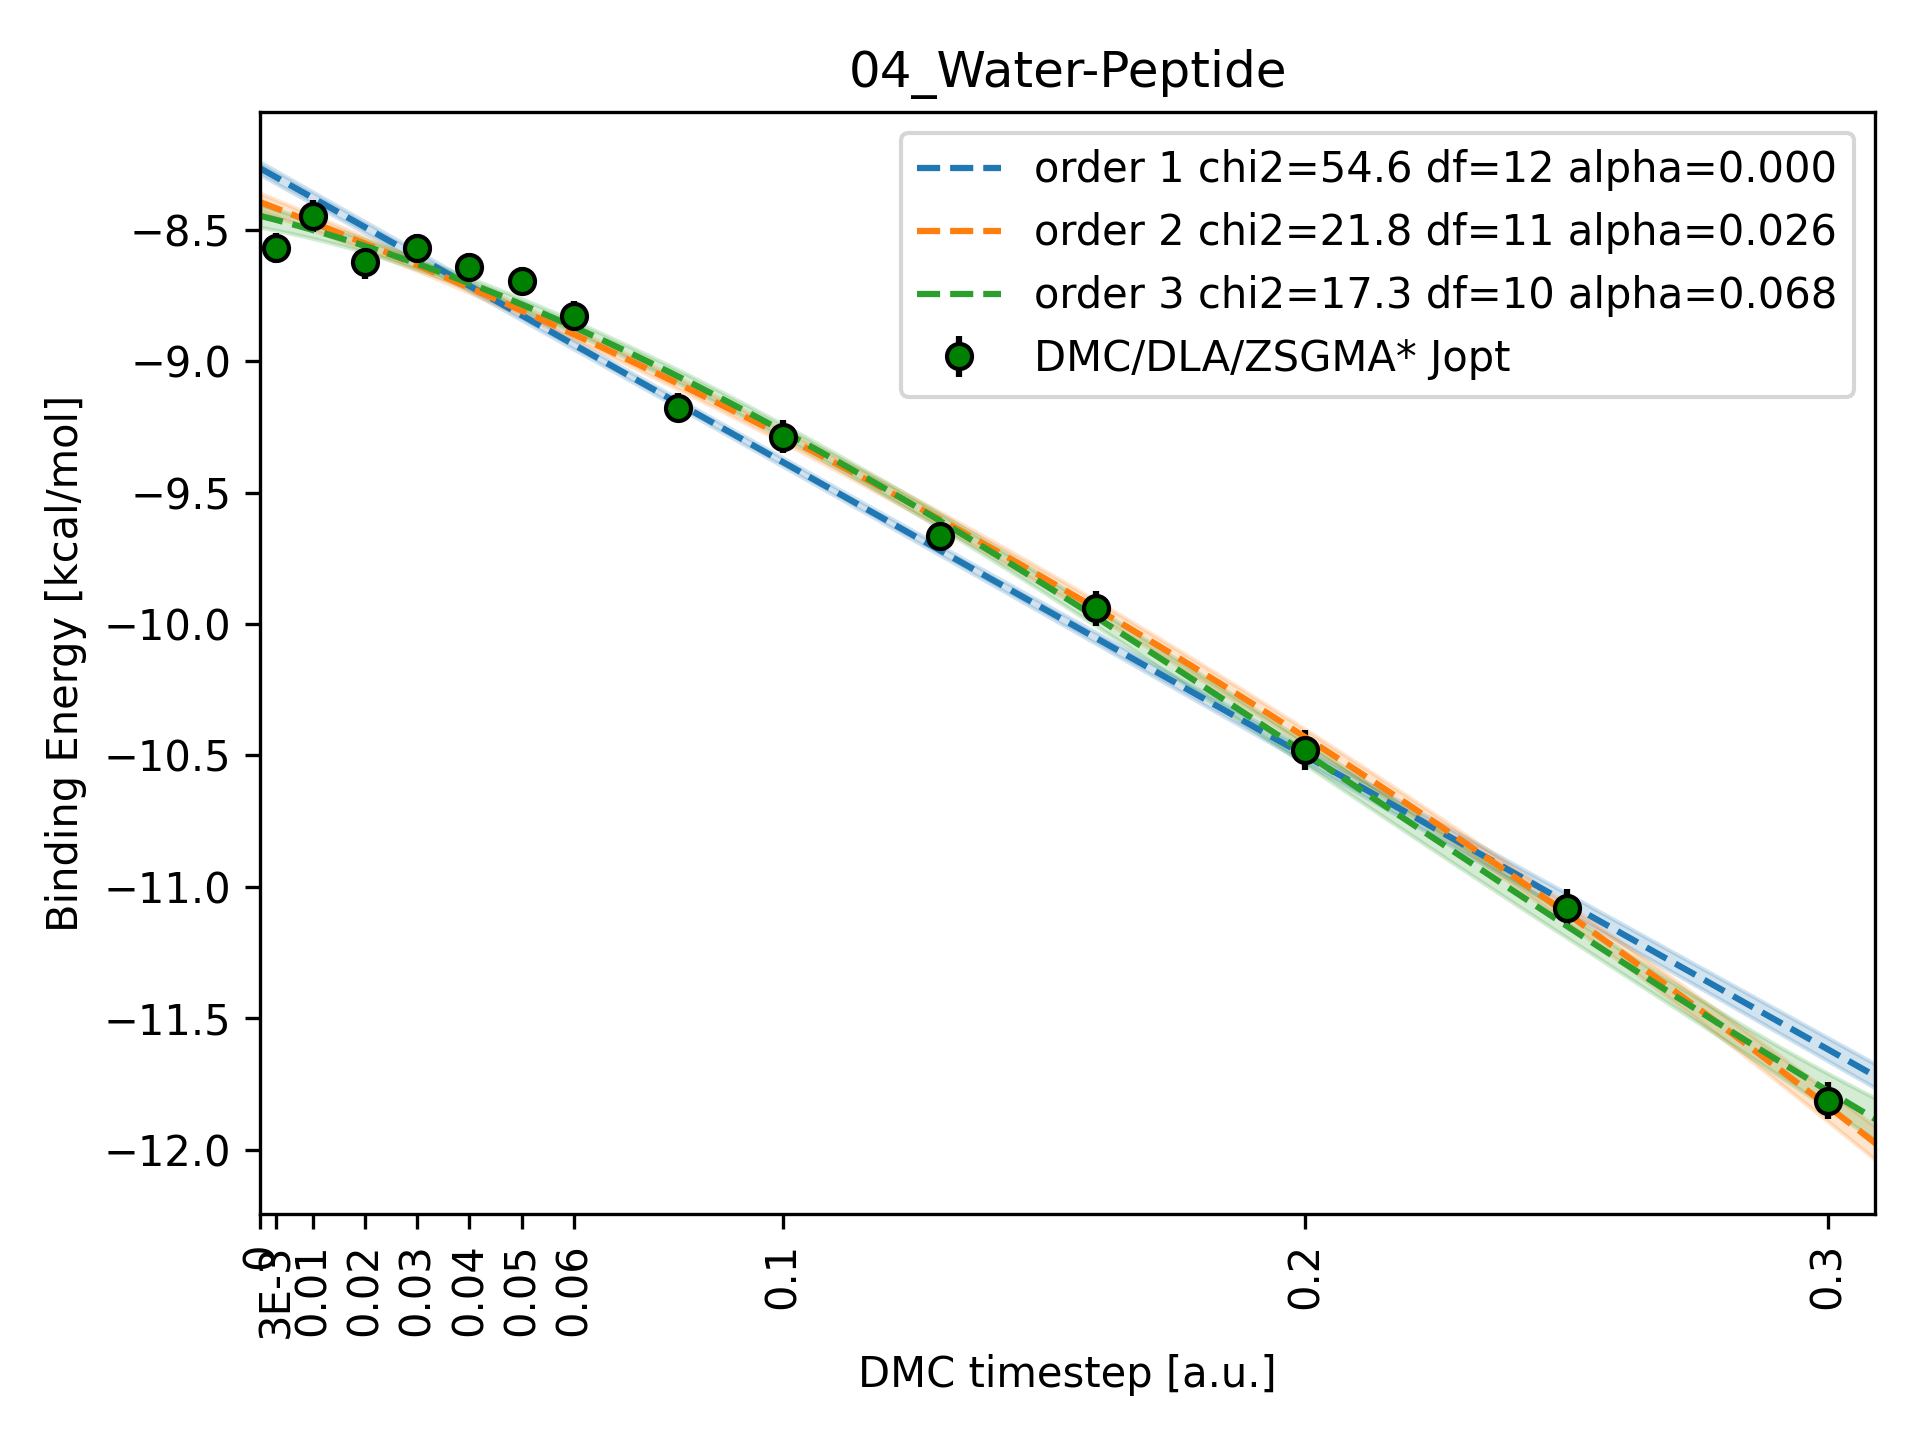 04_Water-Peptide
order 1 chi2=54.6 df=12 alpha=0.000
order 2 chi2=21.8 df=11 alpha=0.026
order 3 chi2=17.3 df=10 alpha=0.068
DMC/DLA/ZSGMA* Jopt
Binding Energy [kcal/mol]
−8.5
−9.0
−9.5
−10.0
−10.5
−11.0
−11.5
−12.0
0
3E-3
0.01
0.02
0.03
0.04
0.05
0.06
0.1
0.2
0.3
DMC timestep [a.u.]